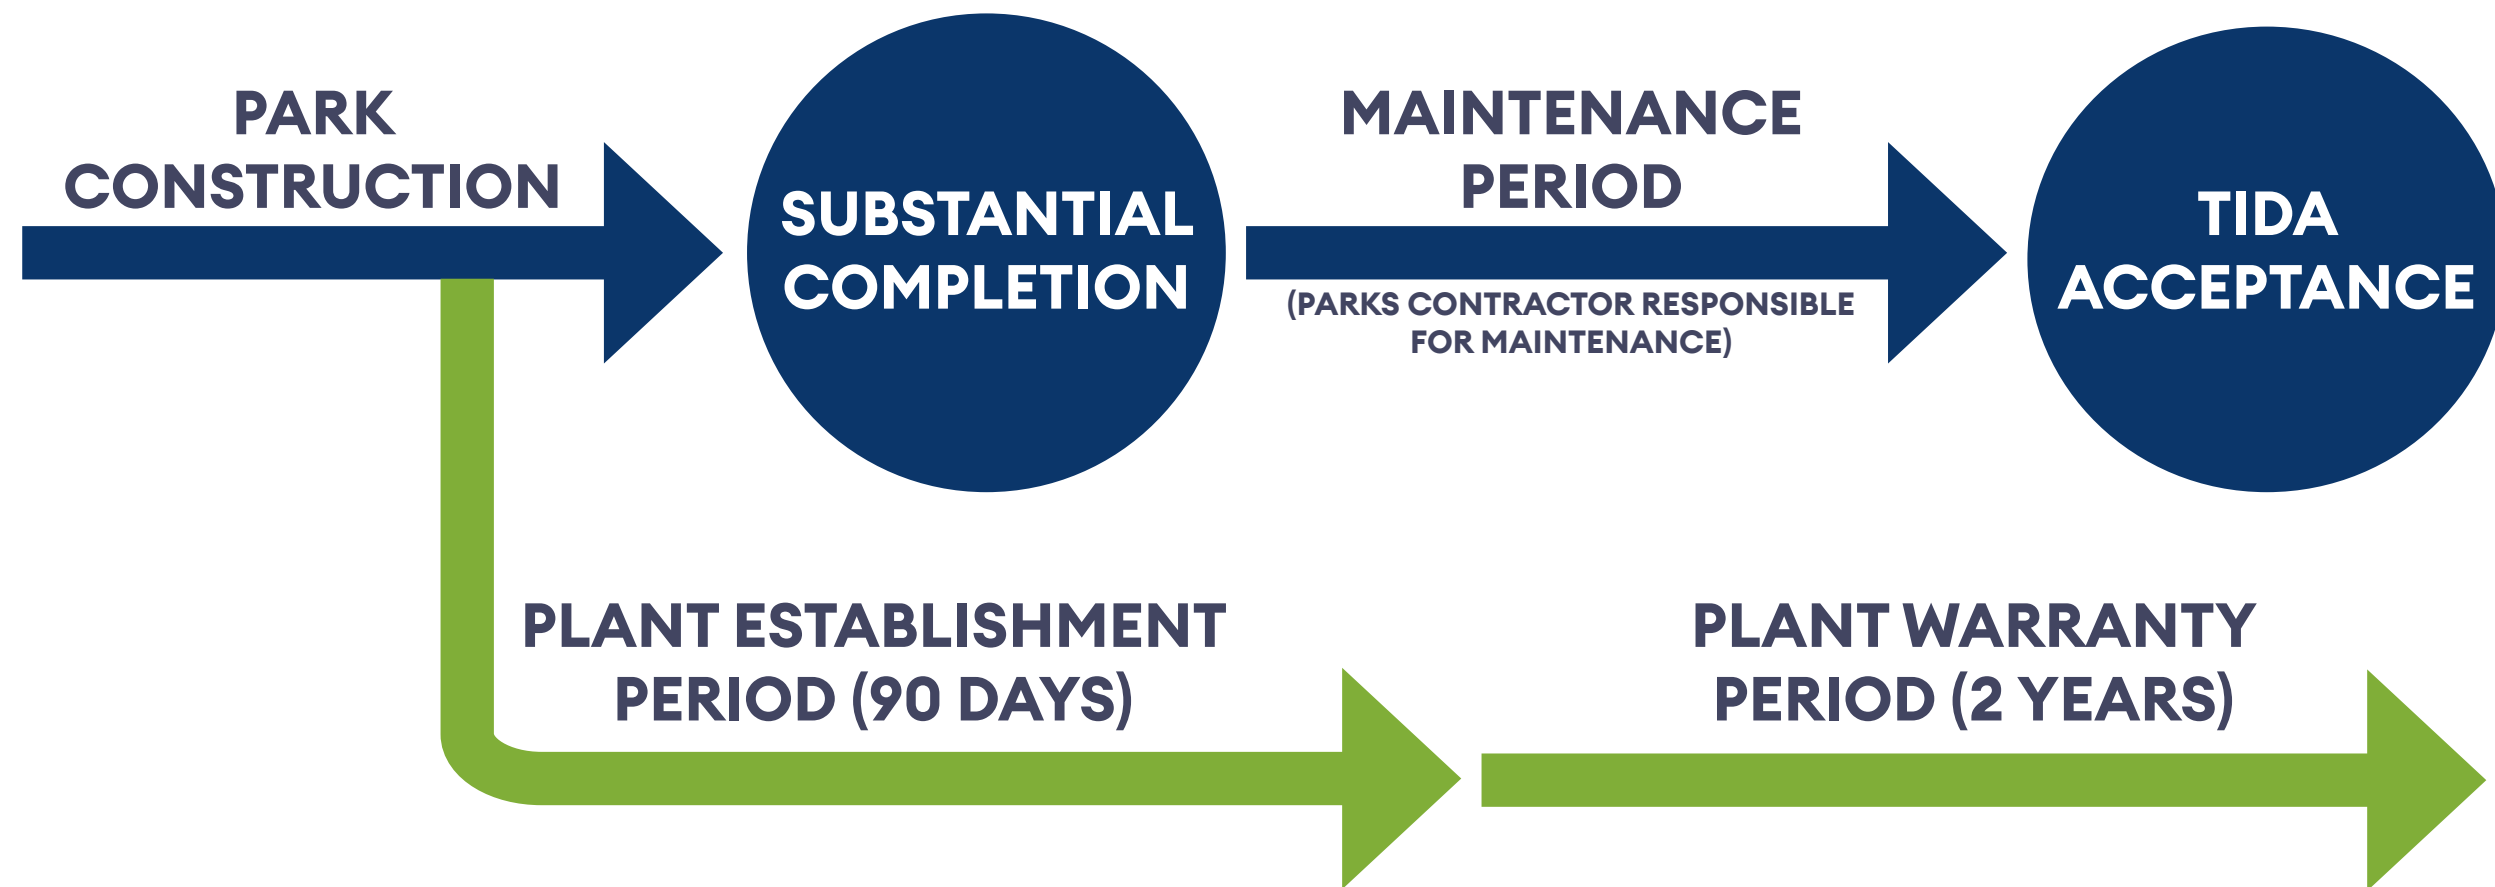 PARK
CONSTRUCTION
SUBSTANTIAL
COMPLETION
MAINTENANCE
PERIOD
(PARKS CONTRACTOR RESPONSIBLE
FOR MAINTENANCE)
TIDA
ACCEPTANCE
PLANT ESTABLISHMENT
PERIOD (90 DAYS)
PLANT WARRANTY
PERIOD (2 YEARS)